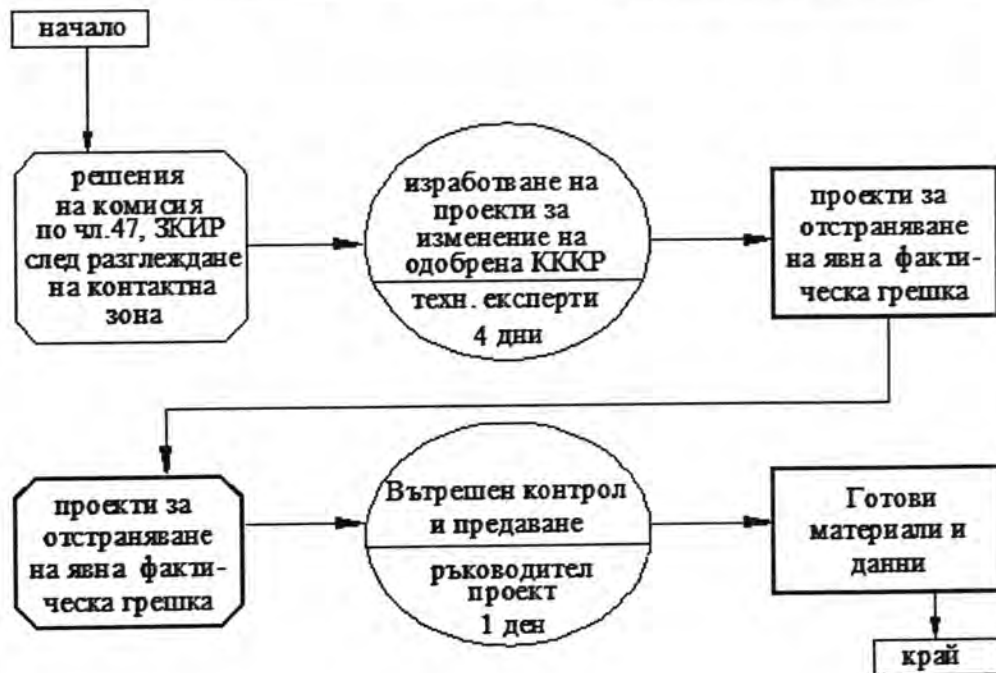 начало
решения
на комисия
по чл.47, ЗКИР
след разглеждане
на контактна
зона
изработване на
проекти за
изменение на
одобрена КККР
техн. експерти
4 дни
проекти за
отстраняване
на явна факти-
ческа грешка
проекти за
отстраняване
на явна факти-
ческа грешка
Вътрешен контрол
и предаване
ръководител
проект
1 ден
Готови
материали и
данни
край